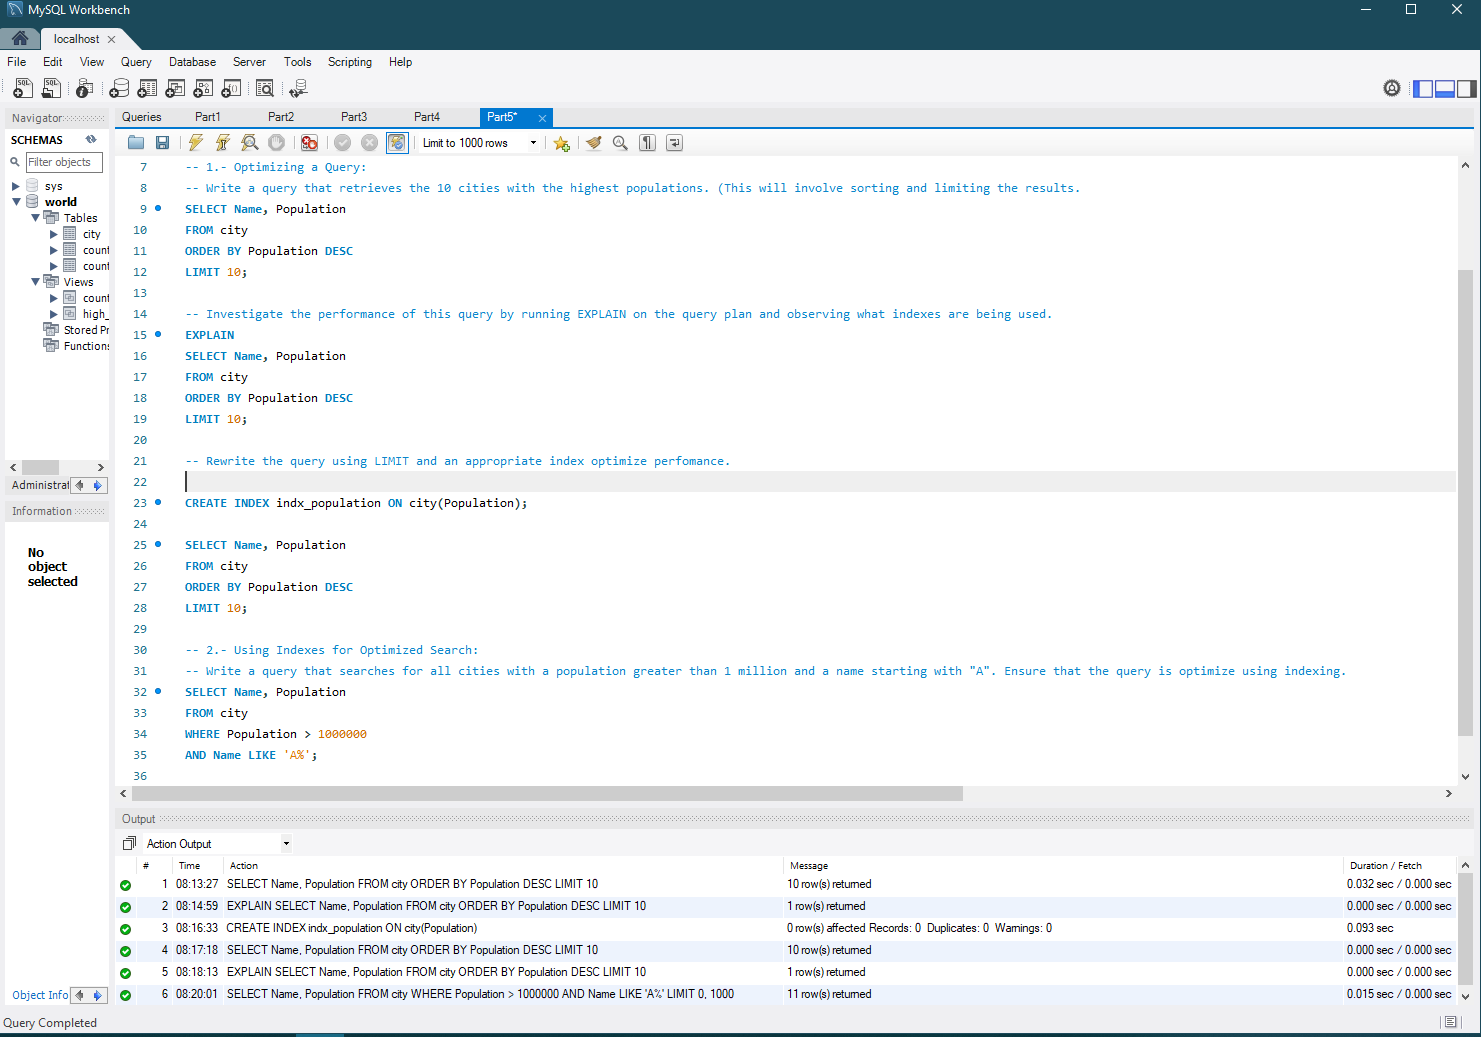 MySQL Workbench
localhost
File Edit View Query Database Server Tools Scripting Help
Navigator
SCHEMAS
Filter objects
sys
world
Tables
city
count
count
Views
count
high_
Stored Pr
Functions
Administrat
Information
No
object
selected
Object Info
Queries Part1 Part2 Part3 Part4 Part5*
Limit to 1000 rows
7 -- 1.- Optimizing a Query:
8 -- Write a query that retrieves the 10 cities with the highest populations. (This will involve sorting and limiting the results.
9 SELECT Name, Population
10 FROM city
11 ORDER BY Population DESC
12 LIMIT 10;
13
14 -- Investigate the performance of this query by running EXPLAIN on the query plan and observing what indexes are being used.
15 EXPLAIN
16 SELECT Name, Population
17 FROM city
18 ORDER BY Population DESC
19 LIMIT 10;
20
21 -- Rewrite the query using LIMIT and an appropriate index optimize perfomance.
22
23 CREATE INDEX indx_population ON city(Population);
24
25 SELECT Name, Population
26 FROM city
27 ORDER BY Population DESC
28 LIMIT 10;
29
30 -- 2.- Using Indexes for Optimized Search:
31 -- Write a query that searches for all cities with a population greater than 1 million and a name starting with "A". Ensure that the query is optimize using indexing.
32 SELECT Name, Population
33 FROM city
34 WHERE Population > 1000000
35 AND Name LIKE 'A%';
36
Output
Action Output
# Time Action Message Duration / Fetch
1 08:13:27 SELECT Name, Population FROM city ORDER BY Population DESC LIMIT 10 10 row(s) returned 0.032 sec / 0.000 sec
2 08:14:59 EXPLAIN SELECT Name, Population FROM city ORDER BY Population DESC LIMIT 10 1 row(s) returned 0.000 sec / 0.000 sec
3 08:16:33 CREATE INDEX indx_population ON city(Population) 0 row(s) affected Records: 0 Duplicates: 0 Warnings: 0 0.093 sec
4 08:17:18 SELECT Name, Population FROM city ORDER BY Population DESC LIMIT 10 10 row(s) returned 0.000 sec / 0.000 sec
5 08:18:13 EXPLAIN SELECT Name, Population FROM city ORDER BY Population DESC LIMIT 10 1 row(s) returned 0.000 sec / 0.000 sec
6 08:20:01 SELECT Name, Population FROM city WHERE Population > 1000000 AND Name LIKE 'A%' LIMIT 0, 1000 11 row(s) returned 0.015 sec / 0.000 sec
Query Completed